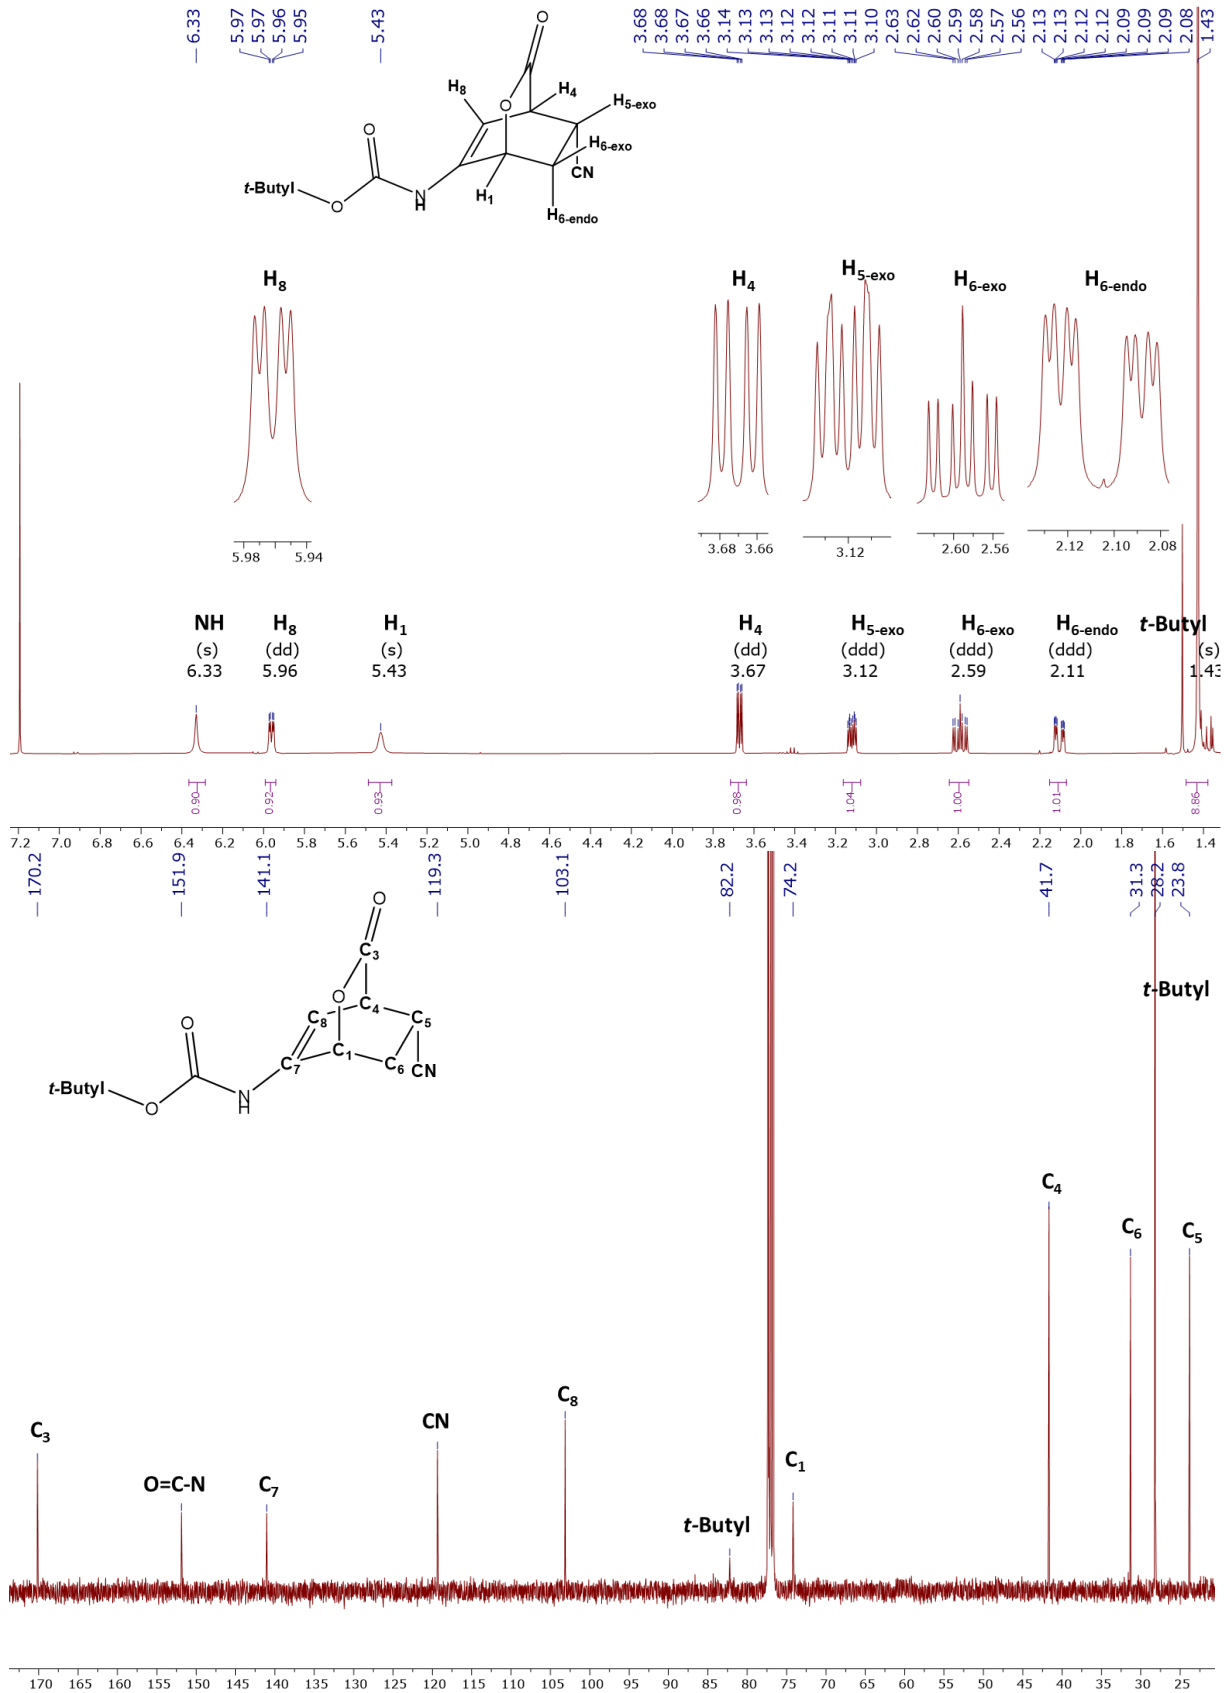 6.33
5.97
5.97
5.96
5.95
5.43
3.68
3.68
3.67
3.66
3.14
3.13
3.13
3.12
3.12
3.11
3.11
3.10
2.63
2.62
2.60
2.59
2.58
2.57
2.56
2.13
2.13
2.12
2.12
2.09
2.09
2.09
2.08
1.43
O
H8 O H4 H5-exo
O H6-exo
CN
t-Butyl N H1
O H H6-endo
H8 H4 H5-exo H6-exo H6-endo
5.98 5.94 3.68 3.66 3.12 2.60 2.56 2.12 2.10 2.08
NH H8 H1 H4 H5-exo H6-exo H6-endo t-Butyl
(s) (dd) (s) (dd) (ddd) (ddd) (ddd) (s)
6.33 5.96 5.43 3.67 3.12 2.59 2.11 1.43
0.90 0.92 0.93 0.98 1.04 1.00 1.01 8.86
7.2 7.0 6.8 6.6 6.4 6.2 6.0 5.8 5.6 5.4 5.2 5.0 4.8 4.6 4.4 4.2 4.0 3.8 3.6 3.4 3.2 3.0 2.8 2.6 2.4 2.2 2.0 1.8 1.6 1.4
170.2
151.9
141.1
119.3
103.1
82.2
74.2
41.7
31.3
28.2
23.8
O
C3
O C4
O C8 C5
C1 C6 CN
t-Butyl C7
O N
H
t-Butyl
C4
C6 C5
C8
C3 CN
O=C-N C7 C1
t-Butyl
170 165 160 155 150 145 140 135 130 125 120 115 110 105 100 95 90 85 80 75 70 65 60 55 50 45 40 35 30 25